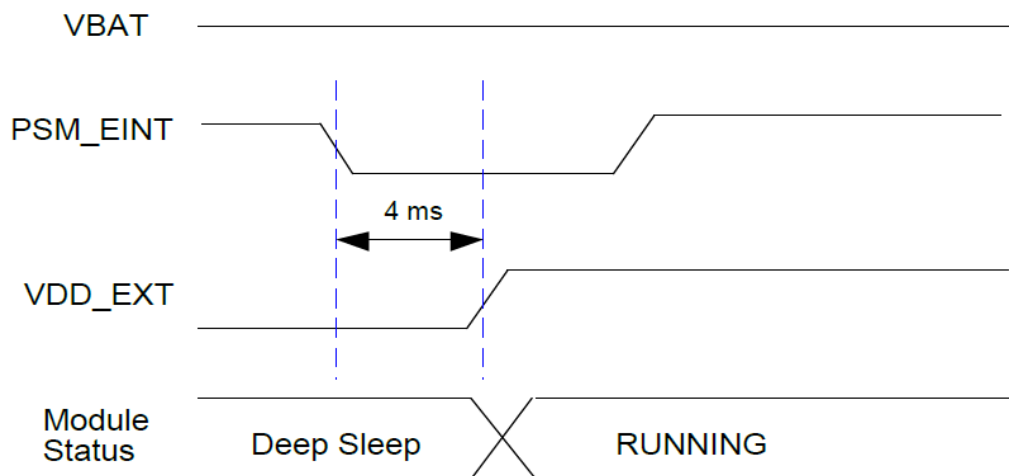 VBAT
PSM_EINT
4 ms
VDD_EXT
Module
Status
Deep Sleep
RUNNING